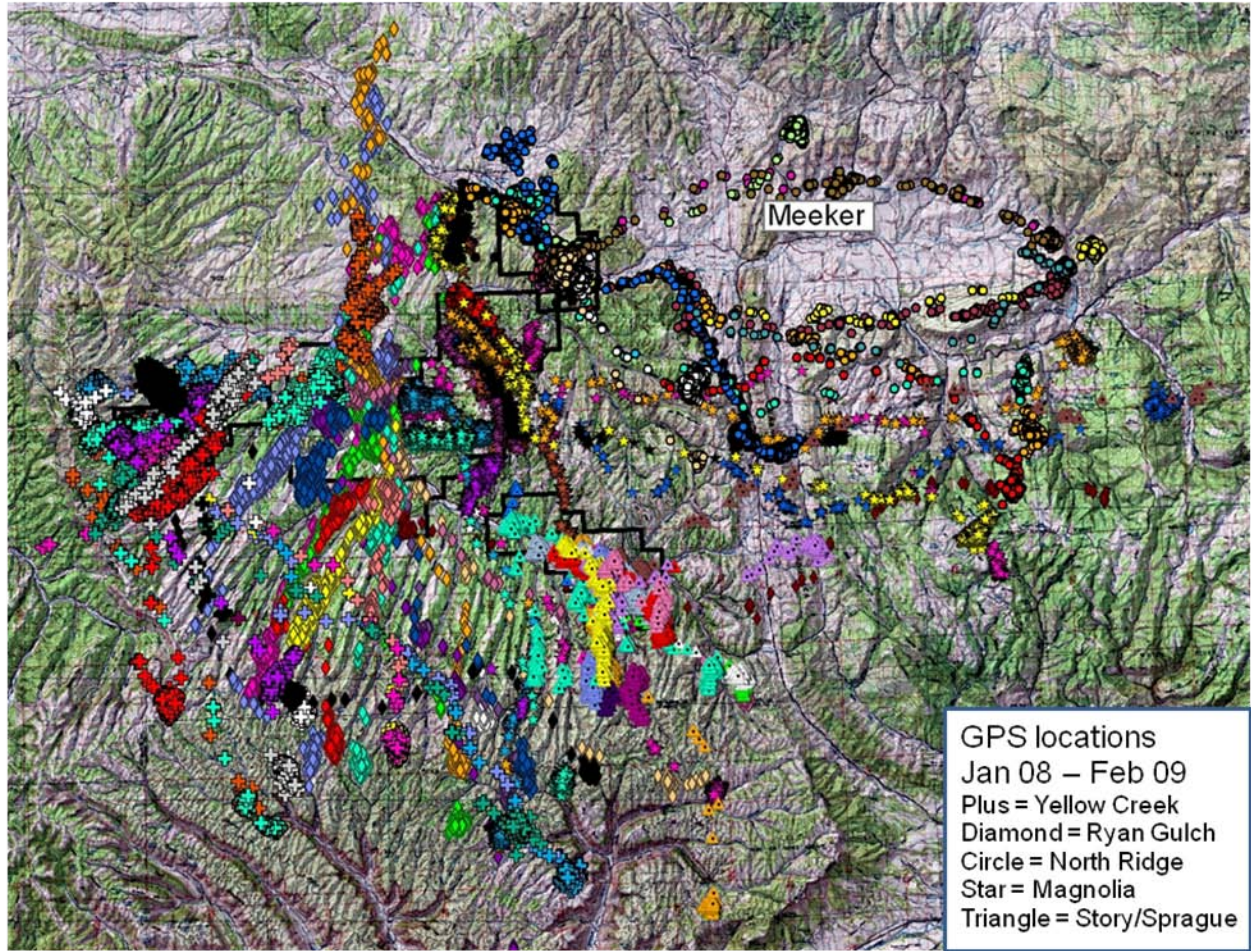 Meeker
GPS locations
Jan 08 – Feb 09
Plus = Yellow Creek
Diamond = Ryan Gulch
Circle = North Ridge
Star = Magnolia
Triangle = Story/Sprague